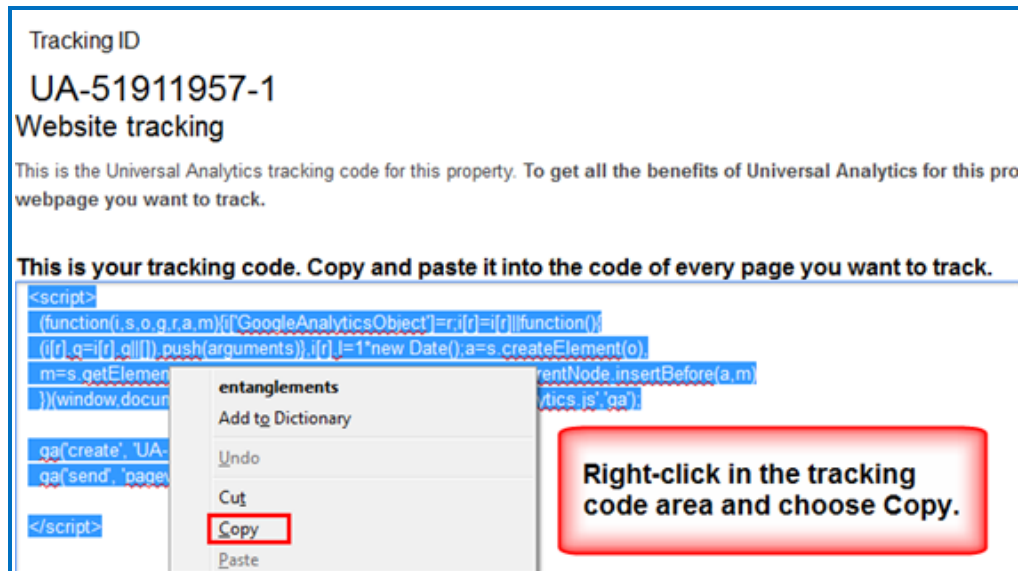 Tracking ID
UA-51911957-1
Website tracking
This is the Universal Analytics tracking code for this property. To get all the benefits of Universal Analytics for this pro
webpage you want to track.
This is your tracking code. Copy and paste it into the code of every page you want to track.
<script>
(function(i,s,o,g,r,a,m){i['GoogleAnalyticsObject']=r;i[r]=i[r]||function(){
(i[r].q=i[r].q||[]).push(arguments)},i[r].l=1*new Date();a=s.createElement(o),
m=s.getElemen rentNode.insertBefore(a,m)
})(window,docun ytics.js','ga');
ga('create', 'UA-
ga('send', 'pagev
</script>
entanglements
Add to Dictionary
Undo
Cut
Copy
Paste
Right-click in the tracking
code area and choose Copy.